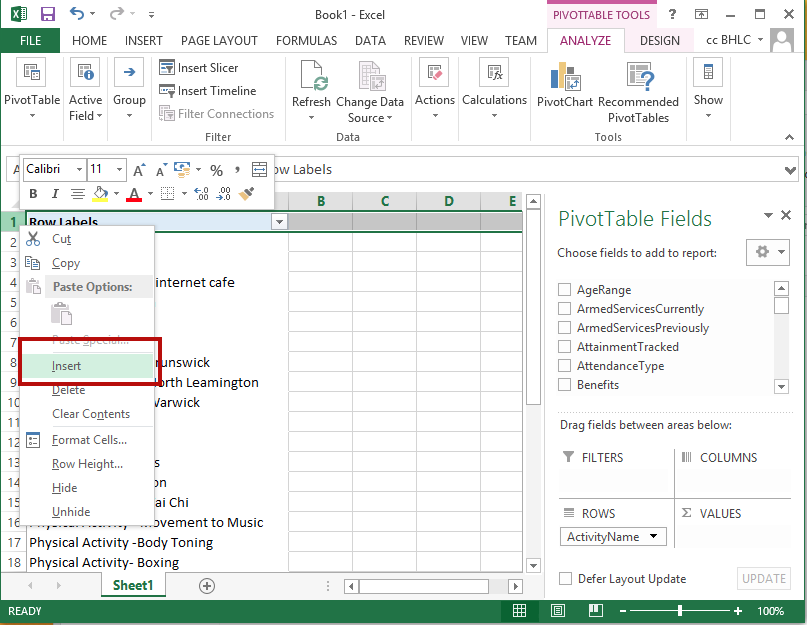 Book1 - Excel
PIVOTTABLE TOOLS
?
FILE HOME INSERT PAGE LAYOUT FORMULAS DATA REVIEW VIEW TEAM ANALYZE DESIGN cc BHLC
PivotTable
Active Field
Group
Insert Slicer
Insert Timeline
Filter Connections
Filter
Refresh
Change Data Source
Data
Actions
Calculations
PivotChart
Recommended PivotTables
Tools
Show
Calibri 11 A A % ,
B I A .00 .00
ow Labels
B C D E
1 Row Labels
2
3
4 internet cafe
5
6
7
8 runswick
9 orth Leamington
10 Warwick
11
12
13 s
14 on
15 ai Chi
16 Physical Activity - Movement to Music
17 Physical Activity -Body Toning
18 Physical Activity- Boxing
Cut
Copy
Paste Options:
Paste Special...
Insert
Delete
Clear Contents
Format Cells...
Row Height...
Hide
Unhide
Sheet1
PivotTable Fields
Choose fields to add to report:
AgeRange
ArmedServicesCurrently
ArmedServicesPreviously
AttainmentTracked
AttendanceType
Benefits
Drag fields between areas below:
FILTERS
COLUMNS
ROWS
Σ VALUES
ActivityName
Defer Layout Update
UPDATE
READY
100%